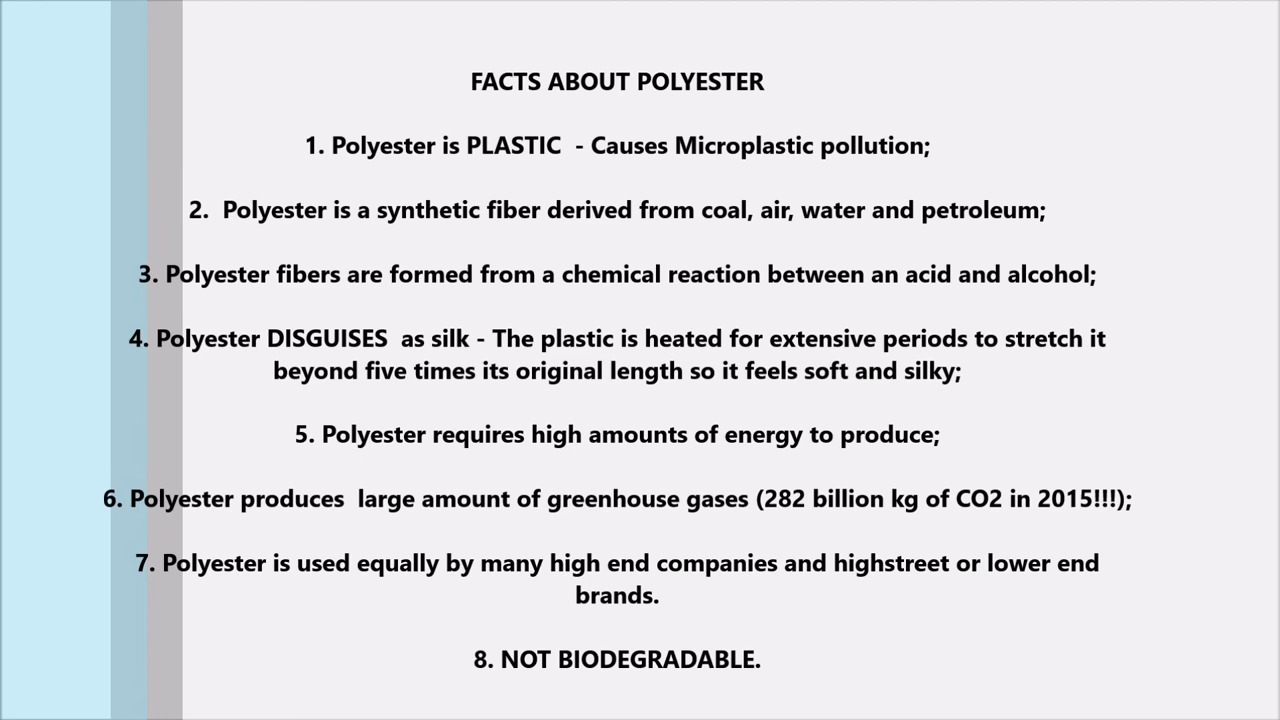 FACTS ABOUT POLYESTER
1. Polyester is PLASTIC  - Causes Microplastic pollution;
2.  Polyester is a synthetic fiber derived from coal, air, water and petroleum;
3. Polyester fibers are formed from a chemical reaction between an acid and alcohol;
4. Polyester DISGUISES  as silk - The plastic is heated for extensive periods to stretch it
beyond five times its original length so it feels soft and silky;
5. Polyester requires high amounts of energy to produce;
6. Polyester produces  large amount of greenhouse gases (282 billion kg of CO2 in 2015!!!);
7. Polyester is used equally by many high end companies and highstreet or lower end
brands.
8. NOT BIODEGRADABLE.